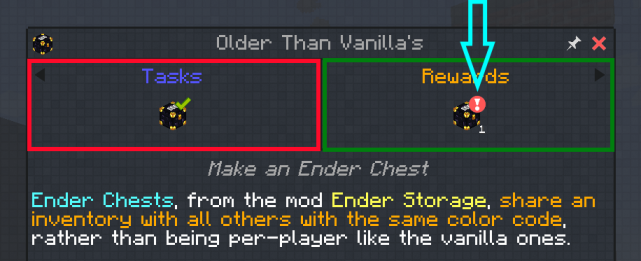 Older Than Vanilla's
Tasks
Rewards
1
Make an Ender Chest
Ender Chests, from the mod Ender Storage, share an
inventory with all others with the same color code,
rather than being per-player like the vanilla ones.